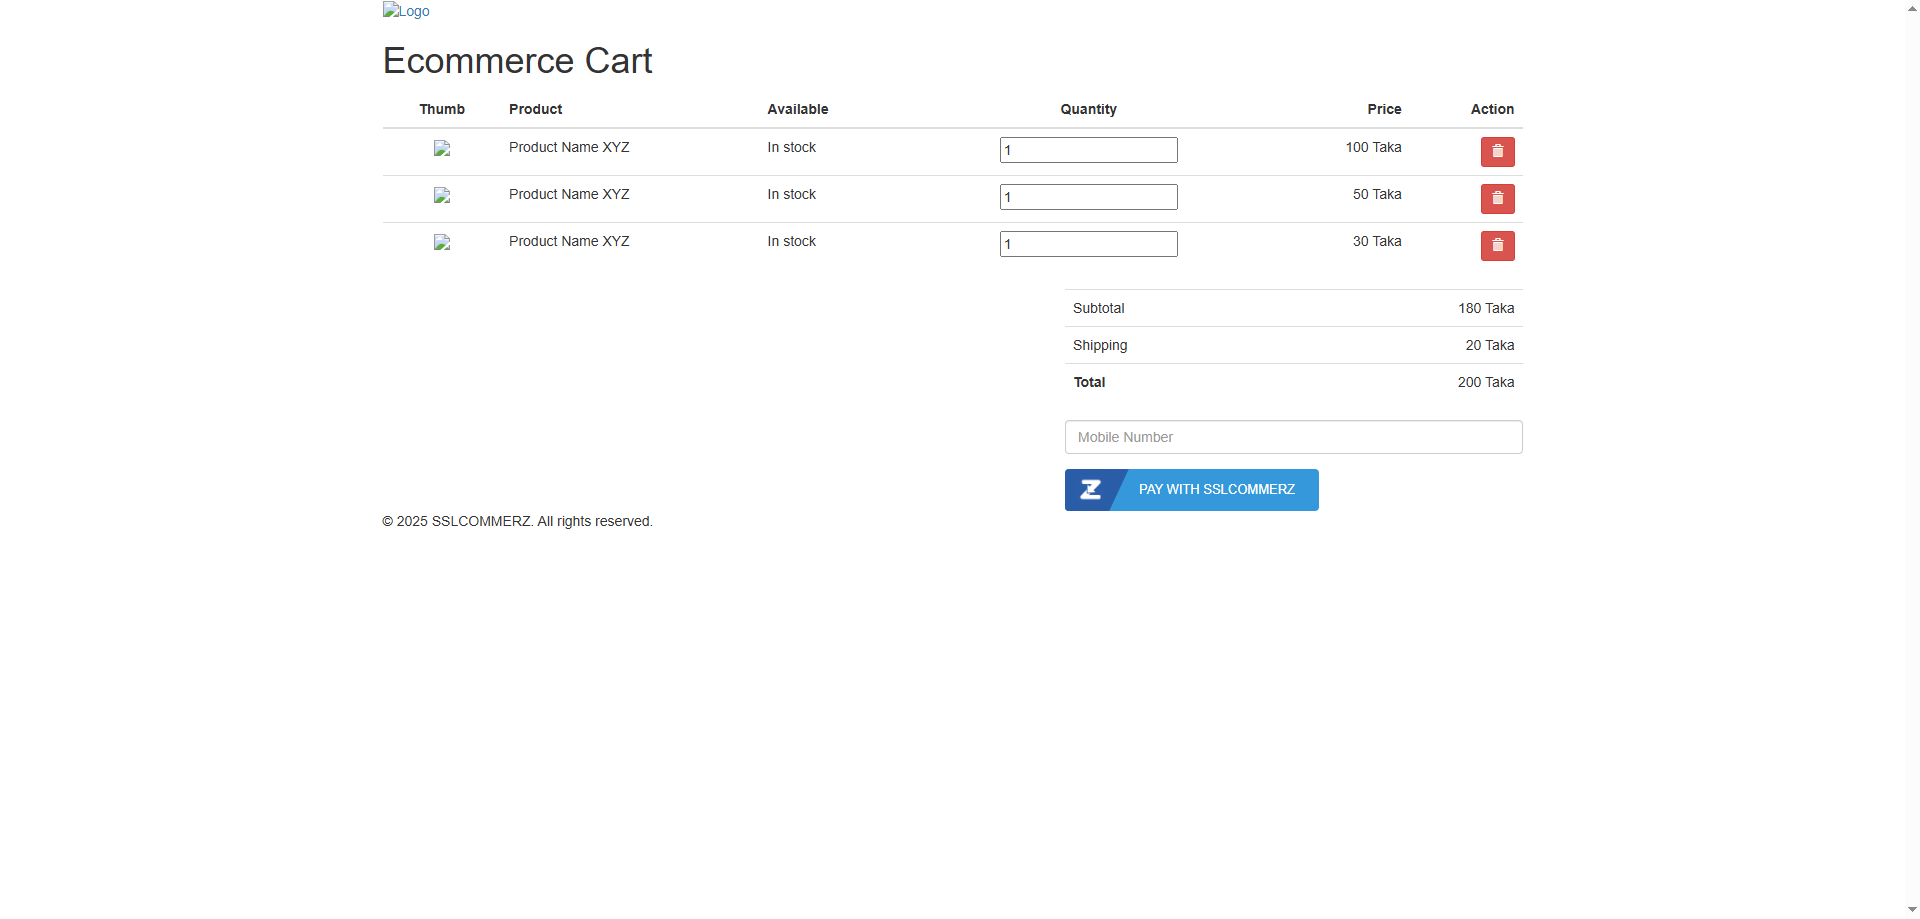 Logo
Ecommerce Cart
Thumb Product Available Quantity Price Action
Product Name XYZ In stock 1 100 Taka
Product Name XYZ In stock 1 50 Taka
Product Name XYZ In stock 1 30 Taka
Subtotal 180 Taka
Shipping 20 Taka
Total 200 Taka
Mobile Number
PAY WITH SSLCOMMERZ
© 2025 SSLCOMMERZ. All rights reserved.